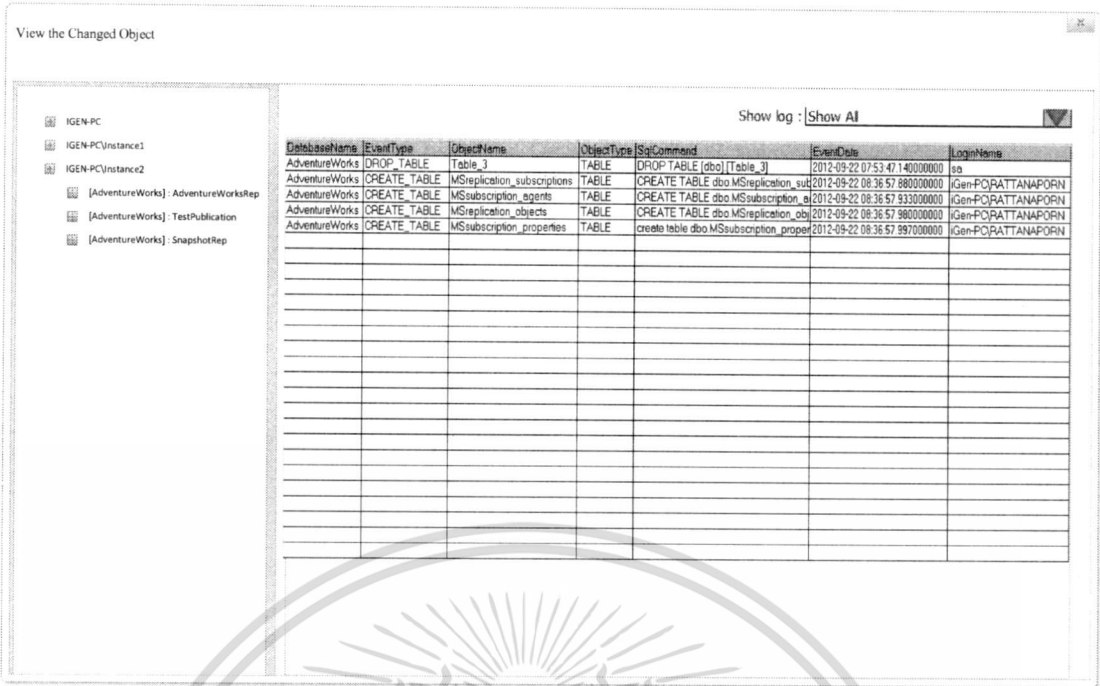 View the Changed Object
IGEN-PC
IGEN-PC\Instance1
IGEN-PC\Instance2
[AdventureWorks] : AdventureWorksRep
[AdventureWorks] : TestPublication
[AdventureWorks] : SnapshotRep
Show log : Show All
DatabaseName EventType ObjectName ObjectType SqlCommand EventDate LoginName
AdventureWorks DROP_TABLE Table_3 TABLE DROP TABLE [dbo].[Table_3] 2012-09-22 07:53:47.140000000 sa
AdventureWorks CREATE_TABLE MSreplication_subscriptions TABLE CREATE TABLE dbo.MSreplication_sub 2012-09-22 08:36:57.880000000 iGen-PC\RATTANAPORN
AdventureWorks CREATE_TABLE MSsubscription_agents TABLE CREATE TABLE dbo.MSsubscription_a 2012-09-22 08:36:57.933000000 iGen-PC\RATTANAPORN
AdventureWorks CREATE_TABLE MSreplication_objects TABLE CREATE TABLE dbo.MSreplication_obj 2012-09-22 08:36:57.980000000 iGen-PC\RATTANAPORN
AdventureWorks CREATE_TABLE MSsubscription_properties TABLE create table dbo.MSsubscription_proper 2012-09-22 08:36:57.997000000 iGen-PC\RATTANAPORN